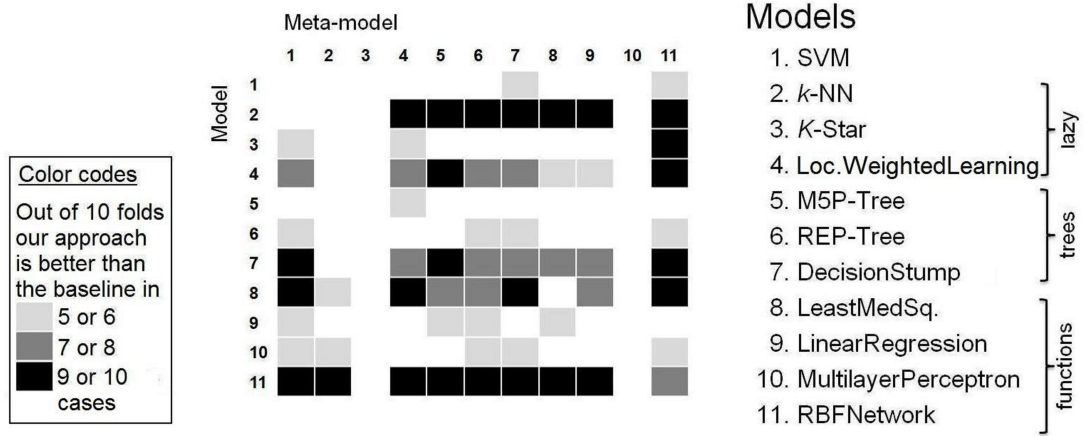 Meta-model
1 2 3 4 5 6 7 8 9 10 11
Model
1
2
3
4
5
6
7
8
9
10
11
Color codes
Out of 10 folds
our approach
is better than
the baseline in
5 or 6
7 or 8
9 or 10
cases
Models
1. SVM
2. k-NN
3. K-Star
4. Loc.WeightedLearning
lazy
5. M5P-Tree
6. REP-Tree
7. DecisionStump
trees
8. LeastMedSq.
9. LinearRegression
10. MultilayerPerceptron
11. RBFNetwork
functions